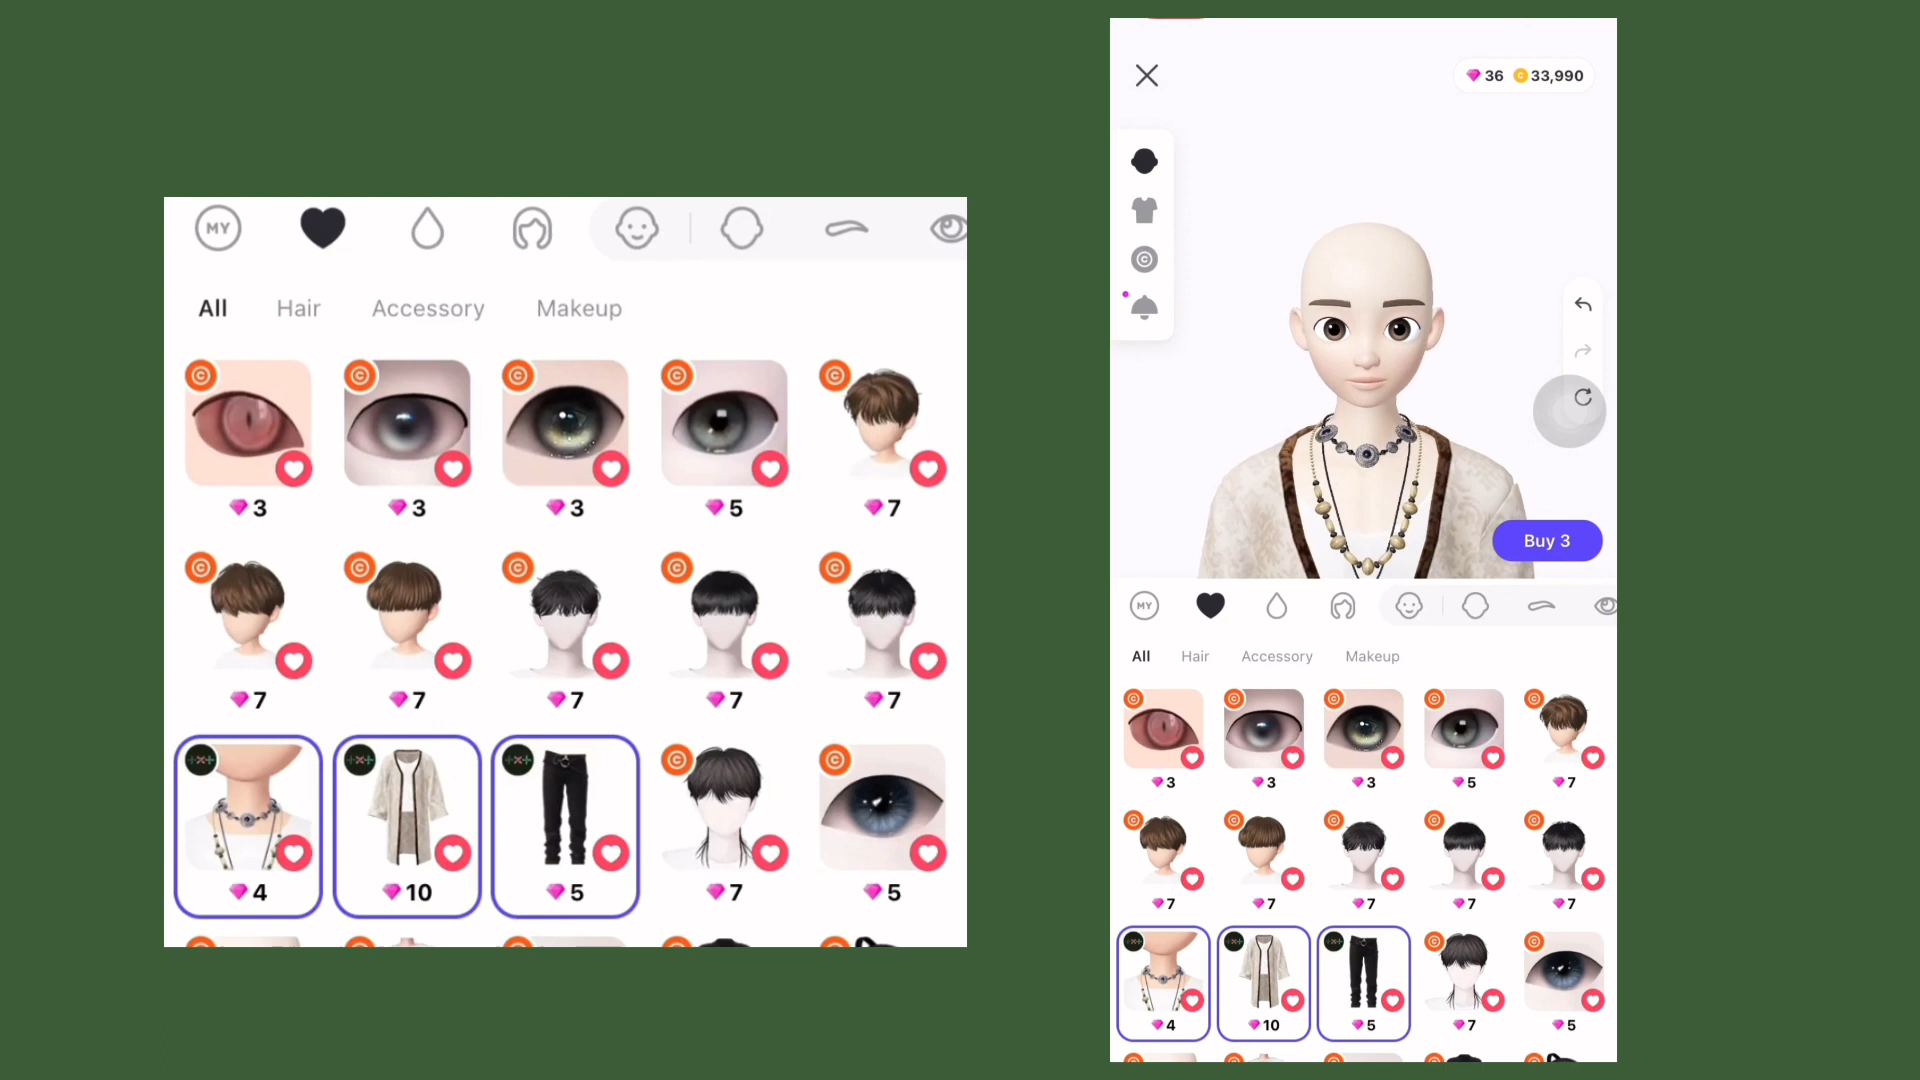 MY
All Hair Accessory Makeup
3 3 3 5 7
7 7 7 7 7
+×+ +×+ +×+
4 10 5 7 5
36 33,990
Buy 3
MY
All Hair Accessory Makeup
3 3 3 5 7
7 7 7 7 7
+×+ +×+ +×+
4 10 5 7 5